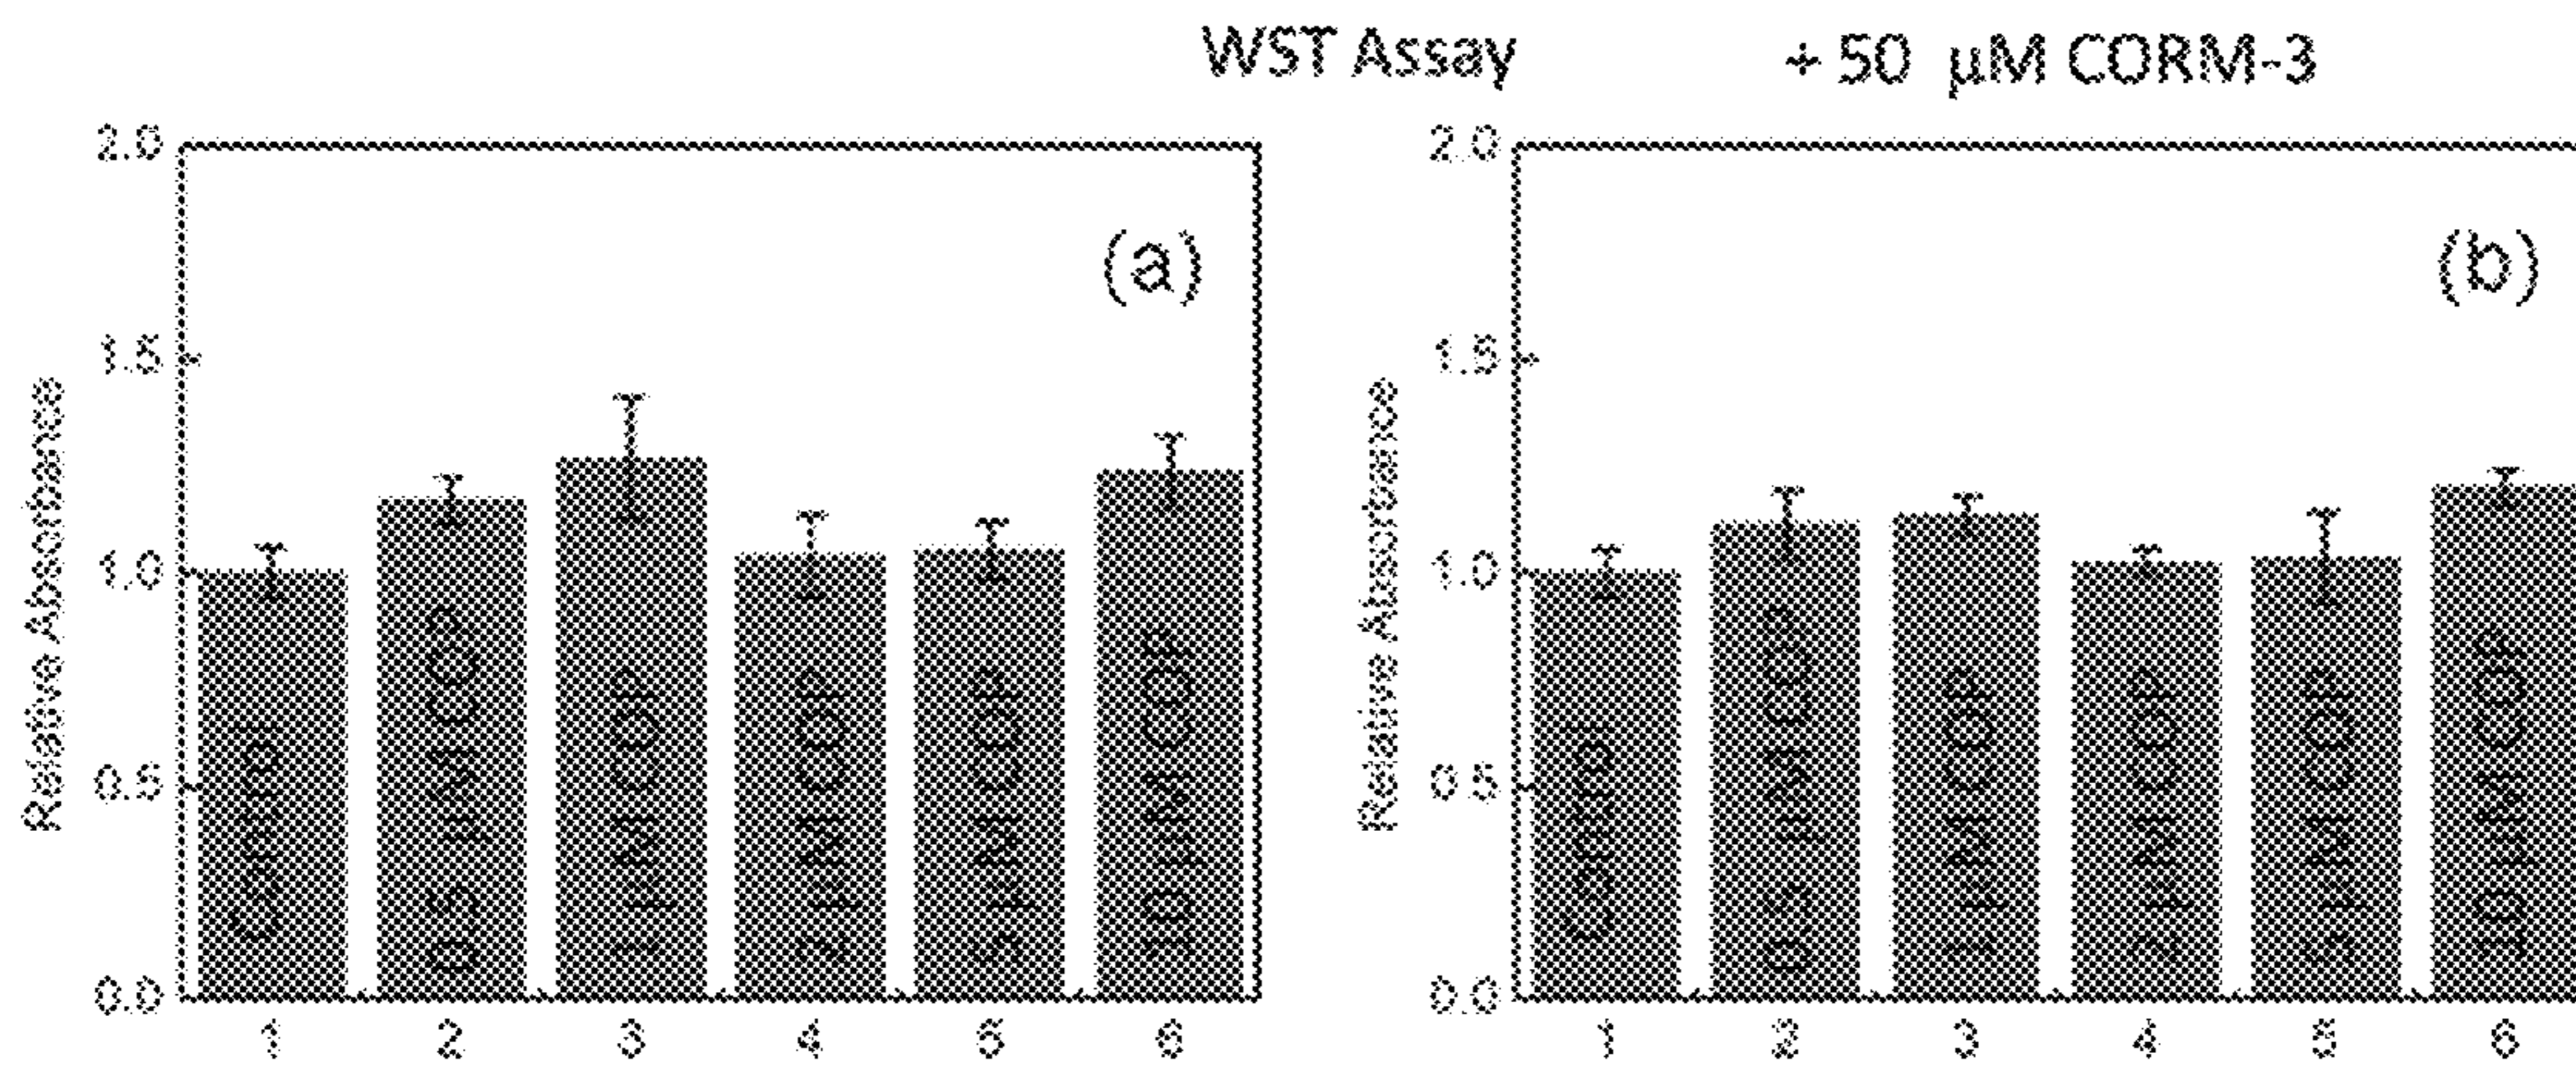 WST Assay + 50 µM CORM-3
(a)
Relative Absorbance
2.0
1.5
1.0
0.5
0.0
Control
0.5 µM COP
1 µM COP
2 µM COP
5 µM COP
10 µM COP
1 2 3 4 5 6
(b)
Relative Absorbance
2.0
1.5
1.0
0.5
0.0
Control
0.5 µM COP
1 µM COP
2 µM COP
5 µM COP
10 µM COP
1 2 3 4 5 6